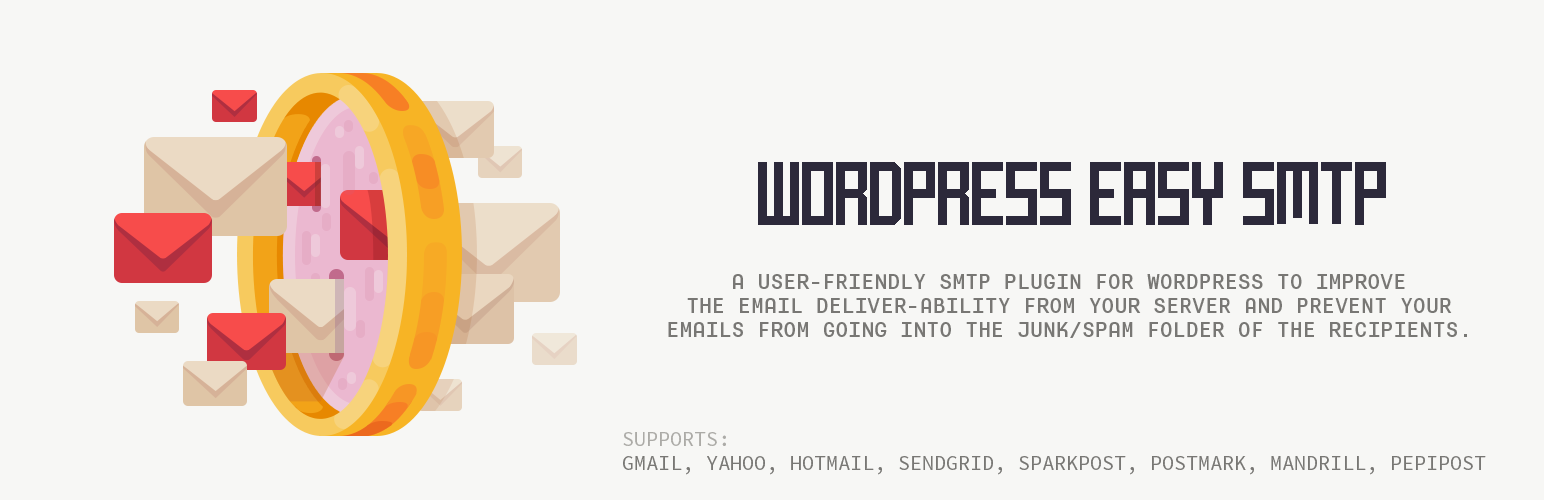 WORDPRESS EASY SMTP
A USER-FRIENDLY SMTP PLUGIN FOR WORDPRESS TO IMPROVE
THE EMAIL DELIVER-ABILITY FROM YOUR SERVER AND PREVENT YOUR
EMAILS FROM GOING INTO THE JUNK/SPAM FOLDER OF THE RECIPIENTS.
SUPPORTS:
GMAIL, YAHOO, HOTMAIL, SENDGRID, SPARKPOST, POSTMARK, MANDRILL, PEPIPOST